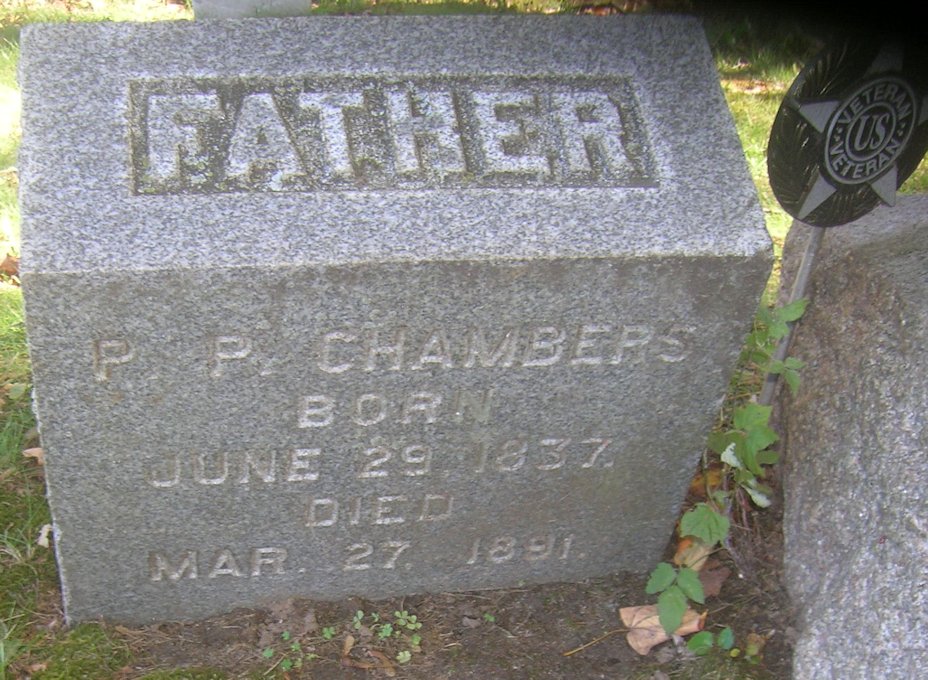 FATHER
P. P. CHAMBERS
BORN
JUNE 29 1837.
DIED
MAR. 27 1891.
VETERAN
US
VETERAN